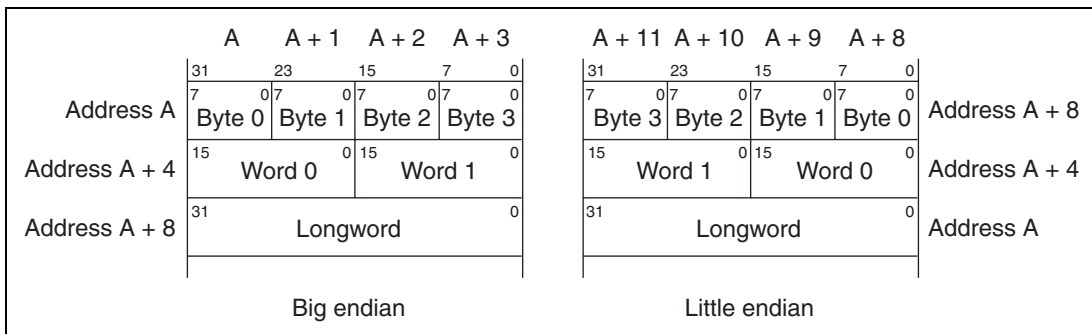 A A + 1 A + 2 A + 3 A + 11 A + 10 A + 9 A + 8
31 23 15 7 0 31 23 15 7 0
7 0 7 0 7 0 7 0 7 0 7 0 7 0 7 0
Address A Byte 0 Byte 1 Byte 2 Byte 3 Byte 3 Byte 2 Byte 1 Byte 0 Address A + 8
15 0 15 0 15 0 15 0
Address A + 4 Word 0 Word 1 Word 1 Word 0 Address A + 4
31 0 31 0
Address A + 8 Longword Longword Address A
Big endian Little endian